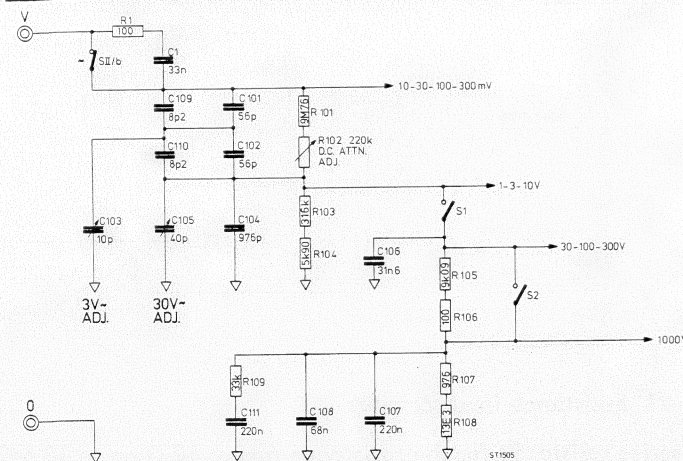 V
R1
100
SII/b
~
C1
33n
10-30-100-300mV
C109
8p2
C101
56p
9M76
R101
C110
8p2
C102
56p
R102 220k
D.C. ATTN.
ADJ.
1-3-10V
C103
10p
C105
40p
C104
976p
316k
R103
S1
5k90
R104
C106
31n6
30-100-300V
9k09
R105
S2
3V~
ADJ.
30V~
ADJ.
100
R106
1000V
33k
R109
976
R107
C111
220n
C108
68n
C107
220n
13E3
R108
0
ST1505